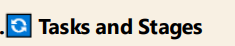 .🔄 Tasks and Stages